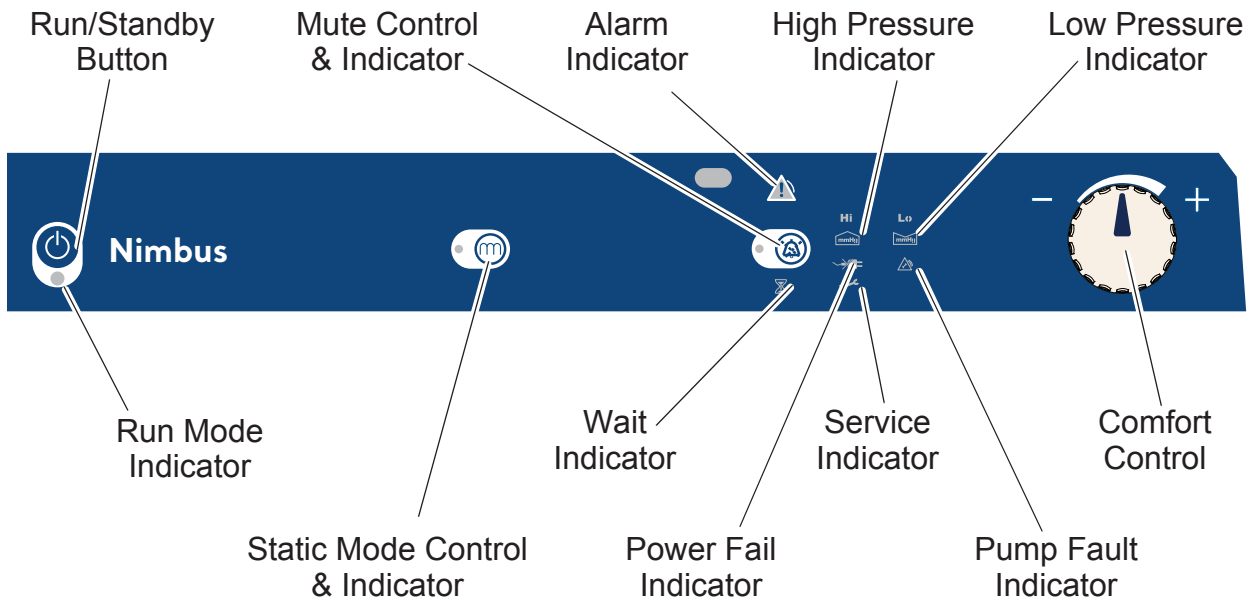 Run/Standby
Button
Mute Control
& Indicator
Alarm
Indicator
High Pressure
Indicator
Low Pressure
Indicator
Hi
Lo
mmHg
mmHg
Nimbus
Run Mode
Indicator
Wait
Indicator
Service
Indicator
Comfort
Control
Static Mode Control
& Indicator
Power Fail
Indicator
Pump Fault
Indicator